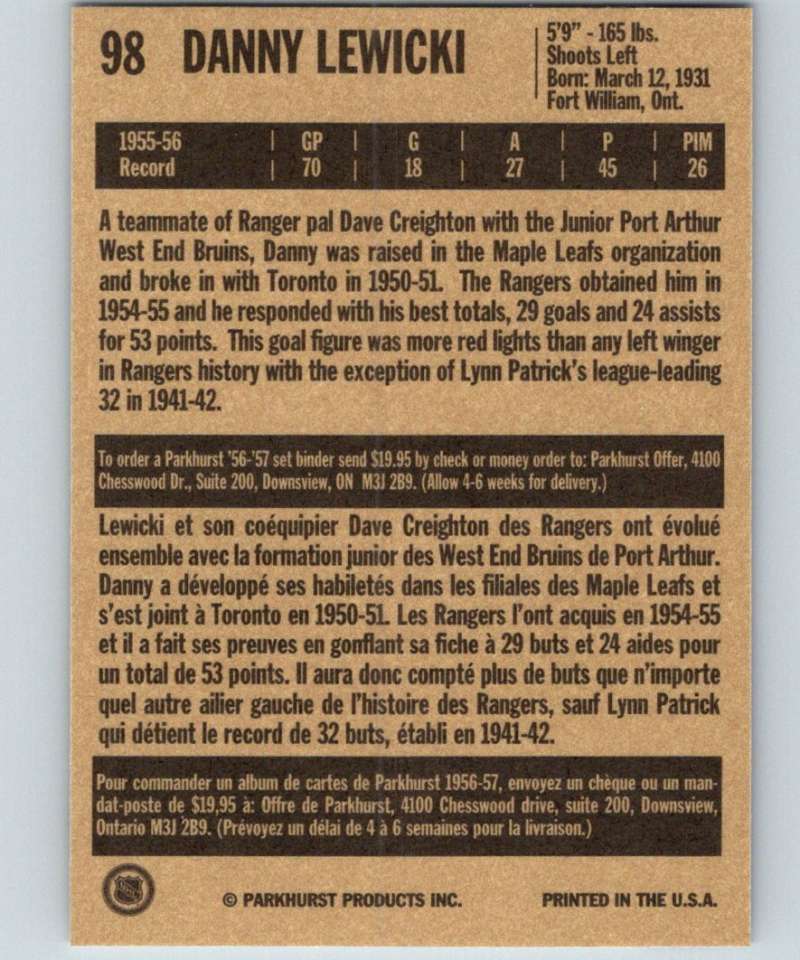 98 DANNY LEWICKI
5'9" - 165 lbs.
Shoots Left
Born: March 12, 1931
Fort William, Ont.
1955-56 | GP | G | A | P | PIM
Record | 70 | 18 | 27 | 45 | 26
A teammate of Ranger pal Dave Creighton with the Junior Port Arthur
West End Bruins, Danny was raised in the Maple Leafs organization
and broke in with Toronto in 1950-51. The Rangers obtained him in
1954-55 and he responded with his best totals, 29 goals and 24 assists
for 53 points. This goal figure was more red lights than any left winger
in Rangers history with the exception of Lynn Patrick's league-leading
32 in 1941-42.
To order a Parkhurst '56-'57 set binder send $19.95 by check or money order to: Parkhurst Offer, 4100
Chesswood Dr., Suite 200, Downsview, ON M3J 2B9. (Allow 4-6 weeks for delivery.)
Lewicki et son coéquipier Dave Creighton des Rangers ont évolué
ensemble avec la formation junior des West End Bruins de Port Arthur.
Danny a développé ses habiletés dans les filiales des Maple Leafs et
s'est joint à Toronto en 1950-51. Les Rangers l'ont acquis en 1954-55
et il a fait ses preuves en gonflant sa fiche à 29 buts et 24 aides pour
un total de 53 points. Il aura donc compté plus de buts que n'importe
quel autre ailier gauche de l'histoire des Rangers, sauf Lynn Patrick
qui détient le record de 32 buts, établi en 1941-42.
Pour commander un album de cartes de Parkhurst 1956-57, envoyez un chèque ou un man-
dat-poste de $19,95 à: Offre de Parkhurst, 4100 Chesswood drive, suite 200, Downsview,
Ontario M3J 2B9. (Prévoyez un délai de 4 à 6 semaines pour la livraison.)
NHL
© PARKHURST PRODUCTS INC. PRINTED IN THE U.S.A.